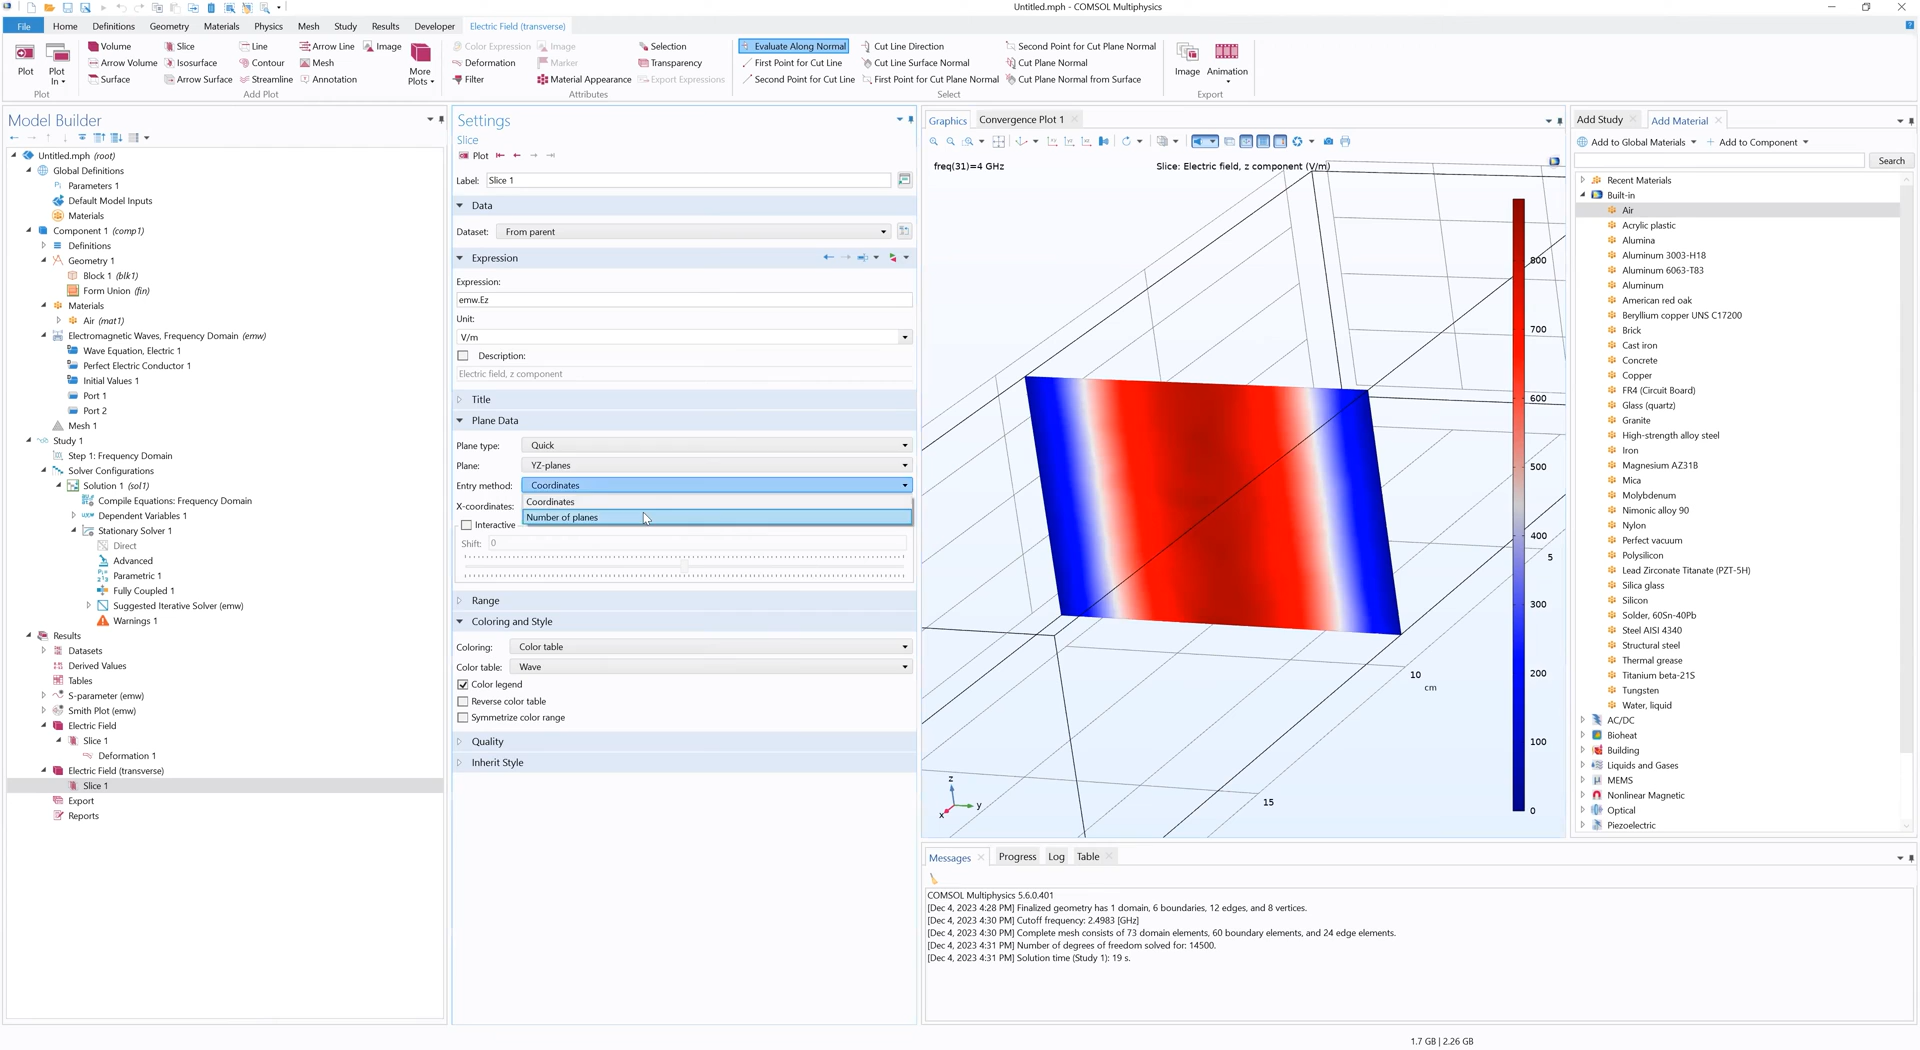 Untitled.mph - COMSOL Multiphysics
File Home Definitions Geometry Materials Physics Mesh Study Results Developer Electric Field (transverse)
Plot
Plot In
Volume
Arrow Volume
Surface
Slice
Isosurface
Arrow Surface
Line
Contour
Streamline
Arrow Line
Mesh
Annotation
Image
More Plots
Color Expression
Deformation
Filter
Image
Marker
Material Appearance
Selection
Transparency
Export Expressions
Evaluate Along Normal
First Point for Cut Line
Second Point for Cut Line
Cut Line Direction
Cut Line Surface Normal
First Point for Cut Plane Normal
Second Point for Cut Plane Normal
Cut Plane Normal
Cut Plane Normal from Surface
Image
Animation
Plot Add Plot Attributes Select Export
Model Builder
Untitled.mph (root)
Global Definitions
Parameters 1
Default Model Inputs
Materials
Component 1 (comp1)
Definitions
Geometry 1
Block 1 (blk1)
Form Union (fin)
Materials
Air (mat1)
Electromagnetic Waves, Frequency Domain (emw)
Wave Equation, Electric 1
Perfect Electric Conductor 1
Initial Values 1
Port 1
Port 2
Mesh 1
Study 1
Step 1: Frequency Domain
Solver Configurations
Solution 1 (sol1)
Compile Equations: Frequency Domain
Dependent Variables 1
Stationary Solver 1
Direct
Advanced
Parametric 1
Fully Coupled 1
Suggested Iterative Solver (emw)
Warnings 1
Results
Datasets
Derived Values
Tables
S-parameter (emw)
Smith Plot (emw)
Electric Field
Slice 1
Deformation 1
Electric Field (transverse)
Slice 1
Export
Reports
Settings
Slice
Plot
Label: Slice 1
Data
Dataset: From parent
Expression
Expression:
emw.Ez
Unit:
V/m
Description:
Electric field, z component
Title
Plane Data
Plane type: Quick
Plane: YZ-planes
Entry method: Coordinates
X-coordinates: Coordinates
Number of planes
Interactive
Shift: 0
Range
Coloring and Style
Coloring: Color table
Color table: Wave
Color legend
Reverse color table
Symmetrize color range
Quality
Inherit Style
Graphics Convergence Plot 1
freq(31)=4 GHz Slice: Electric field, z component (V/m)
800
700
600
500
400
300
200
100
0
5
10
cm
15
z
y
x
Messages Progress Log Table
COMSOL Multiphysics 5.6.0.401
[Dec 4, 2023 4:28 PM] Finalized geometry has 1 domain, 6 boundaries, 12 edges, and 8 vertices.
[Dec 4, 2023 4:30 PM] Cutoff frequency: 2.4983 [GHz]
[Dec 4, 2023 4:30 PM] Complete mesh consists of 73 domain elements, 60 boundary elements, and 24 edge elements.
[Dec 4, 2023 4:31 PM] Number of degrees of freedom solved for: 14500.
[Dec 4, 2023 4:31 PM] Solution time (Study 1): 19 s.
Add Study Add Material
Add to Global Materials Add to Component
Search
Recent Materials
Built-in
Air
Acrylic plastic
Alumina
Aluminum 3003-H18
Aluminum 6063-T83
Aluminum
American red oak
Beryllium copper UNS C17200
Brick
Cast iron
Concrete
Copper
FR4 (Circuit Board)
Glass (quartz)
Granite
High-strength alloy steel
Iron
Magnesium AZ31B
Mica
Molybdenum
Nimonic alloy 90
Nylon
Perfect vacuum
Polysilicon
Lead Zirconate Titanate (PZT-5H)
Silica glass
Silicon
Solder, 60Sn-40Pb
Steel AISI 4340
Structural steel
Thermal grease
Titanium beta-21S
Tungsten
Water, liquid
AC/DC
Bioheat
Building
Liquids and Gases
MEMS
Nonlinear Magnetic
Optical
Piezoelectric
1.7 GB | 2.26 GB